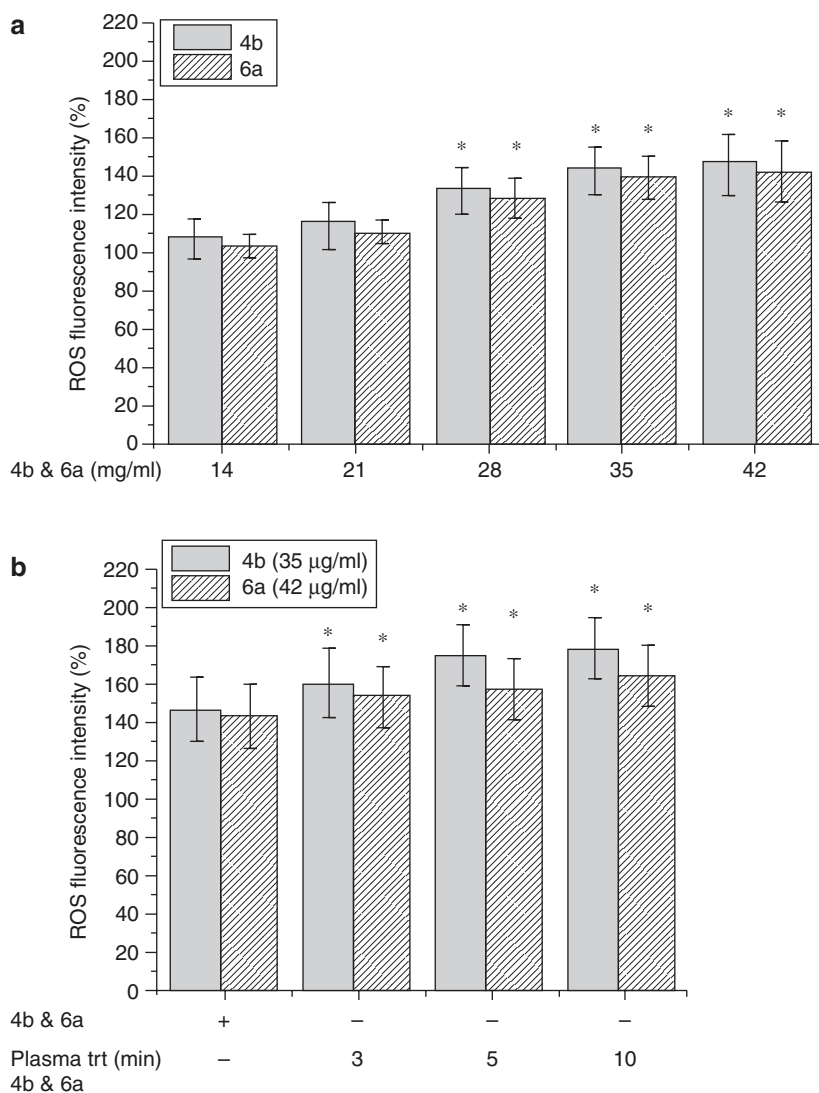 a
ROS fluorescence intensity (%)
220
200
180
160
140
120
100
80
60
40
20
0
4b
6a
* * * * * *
4b & 6a (mg/ml) 14 21 28 35 42
b
ROS fluorescence intensity (%)
220
200
180
160
140
120
100
80
60
40
20
0
4b (35 µg/ml)
6a (42 µg/ml)
* * * * * *
4b & 6a + – – –
Plasma trt (min) – 3 5 10
4b & 6a